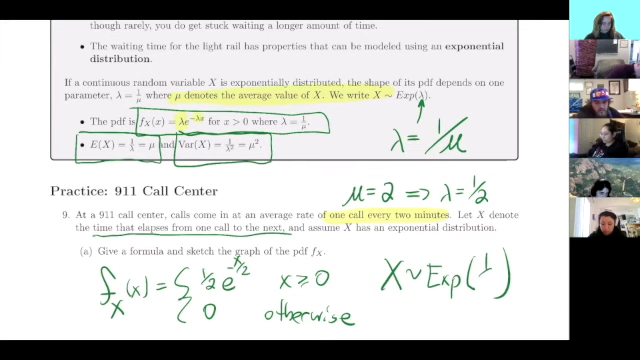 though rarely, you do get stuck waiting a longer amount of time.
• The waiting time for the light rail has properties that can be modeled using an exponential
distribution.
If a continuous random variable X is exponentially distributed, the shape of its pdf depends on one
parameter, λ = 1/μ where μ denotes the average value of X. We write X ~ Exp(λ)
• The pdf is f_X(x) = λe^{-λx} for x > 0 where λ = 1/μ.
• E(X) = 1/λ = μ and Var(X) = 1/λ² = μ².
λ = 1/μ
Practice: 911 Call Center
μ = 2 ⟹ λ = 1/2
9. At a 911 call center, calls come in at an average rate of one call every two minutes. Let X denote
the time that elapses from one call to the next, and assume X has an exponential distribution.
(a) Give a formula and sketch the graph of the pdf f_X.
f_X(x) = { 1/2 e^{-x/2} x ≥ 0
0 otherwise
X ~ Exp(1/ )